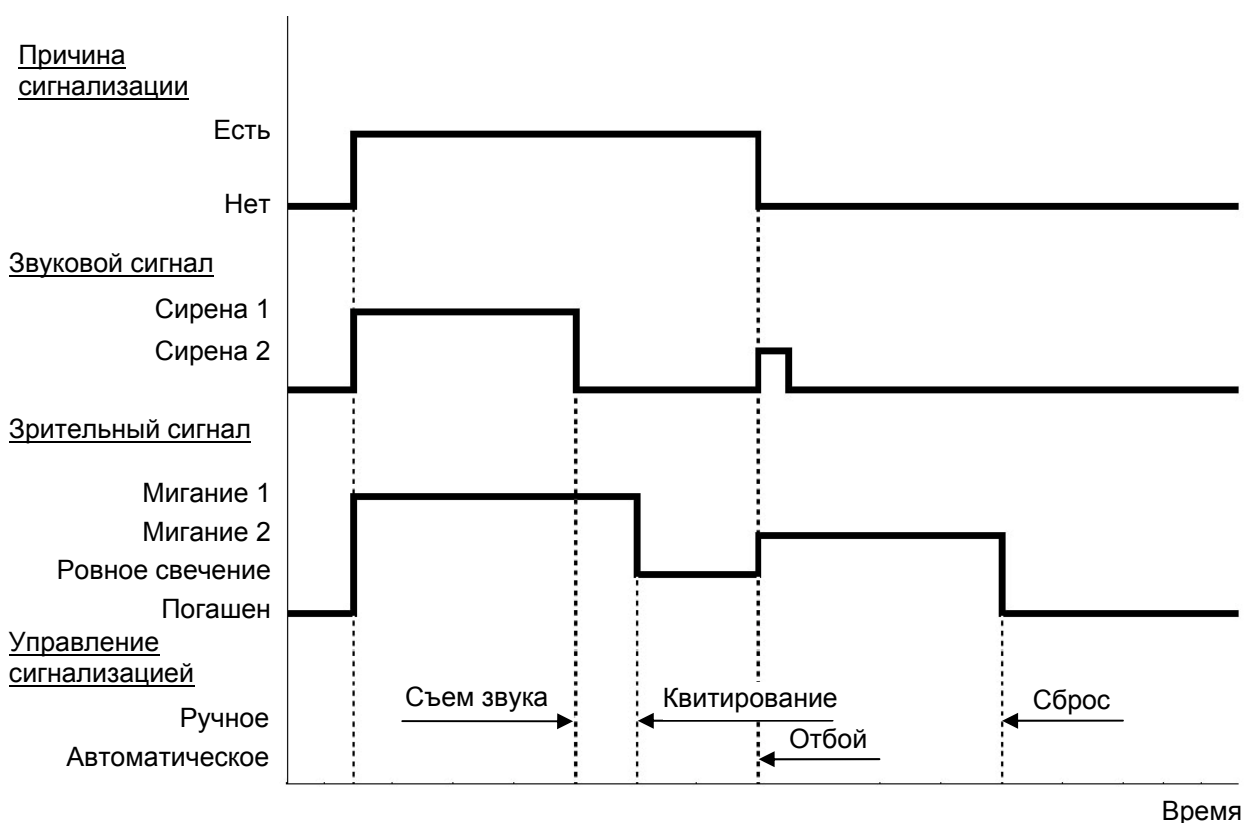 Причина
сигнализации
Есть
Нет
Звуковой сигнал
Сирена 1
Сирена 2
Зрительный сигнал
Мигание 1
Мигание 2
Ровное свечение
Погашен
Управление
сигнализацией
Съем звука
Квитирование
Сброс
Ручное
Отбой
Автоматическое
Время